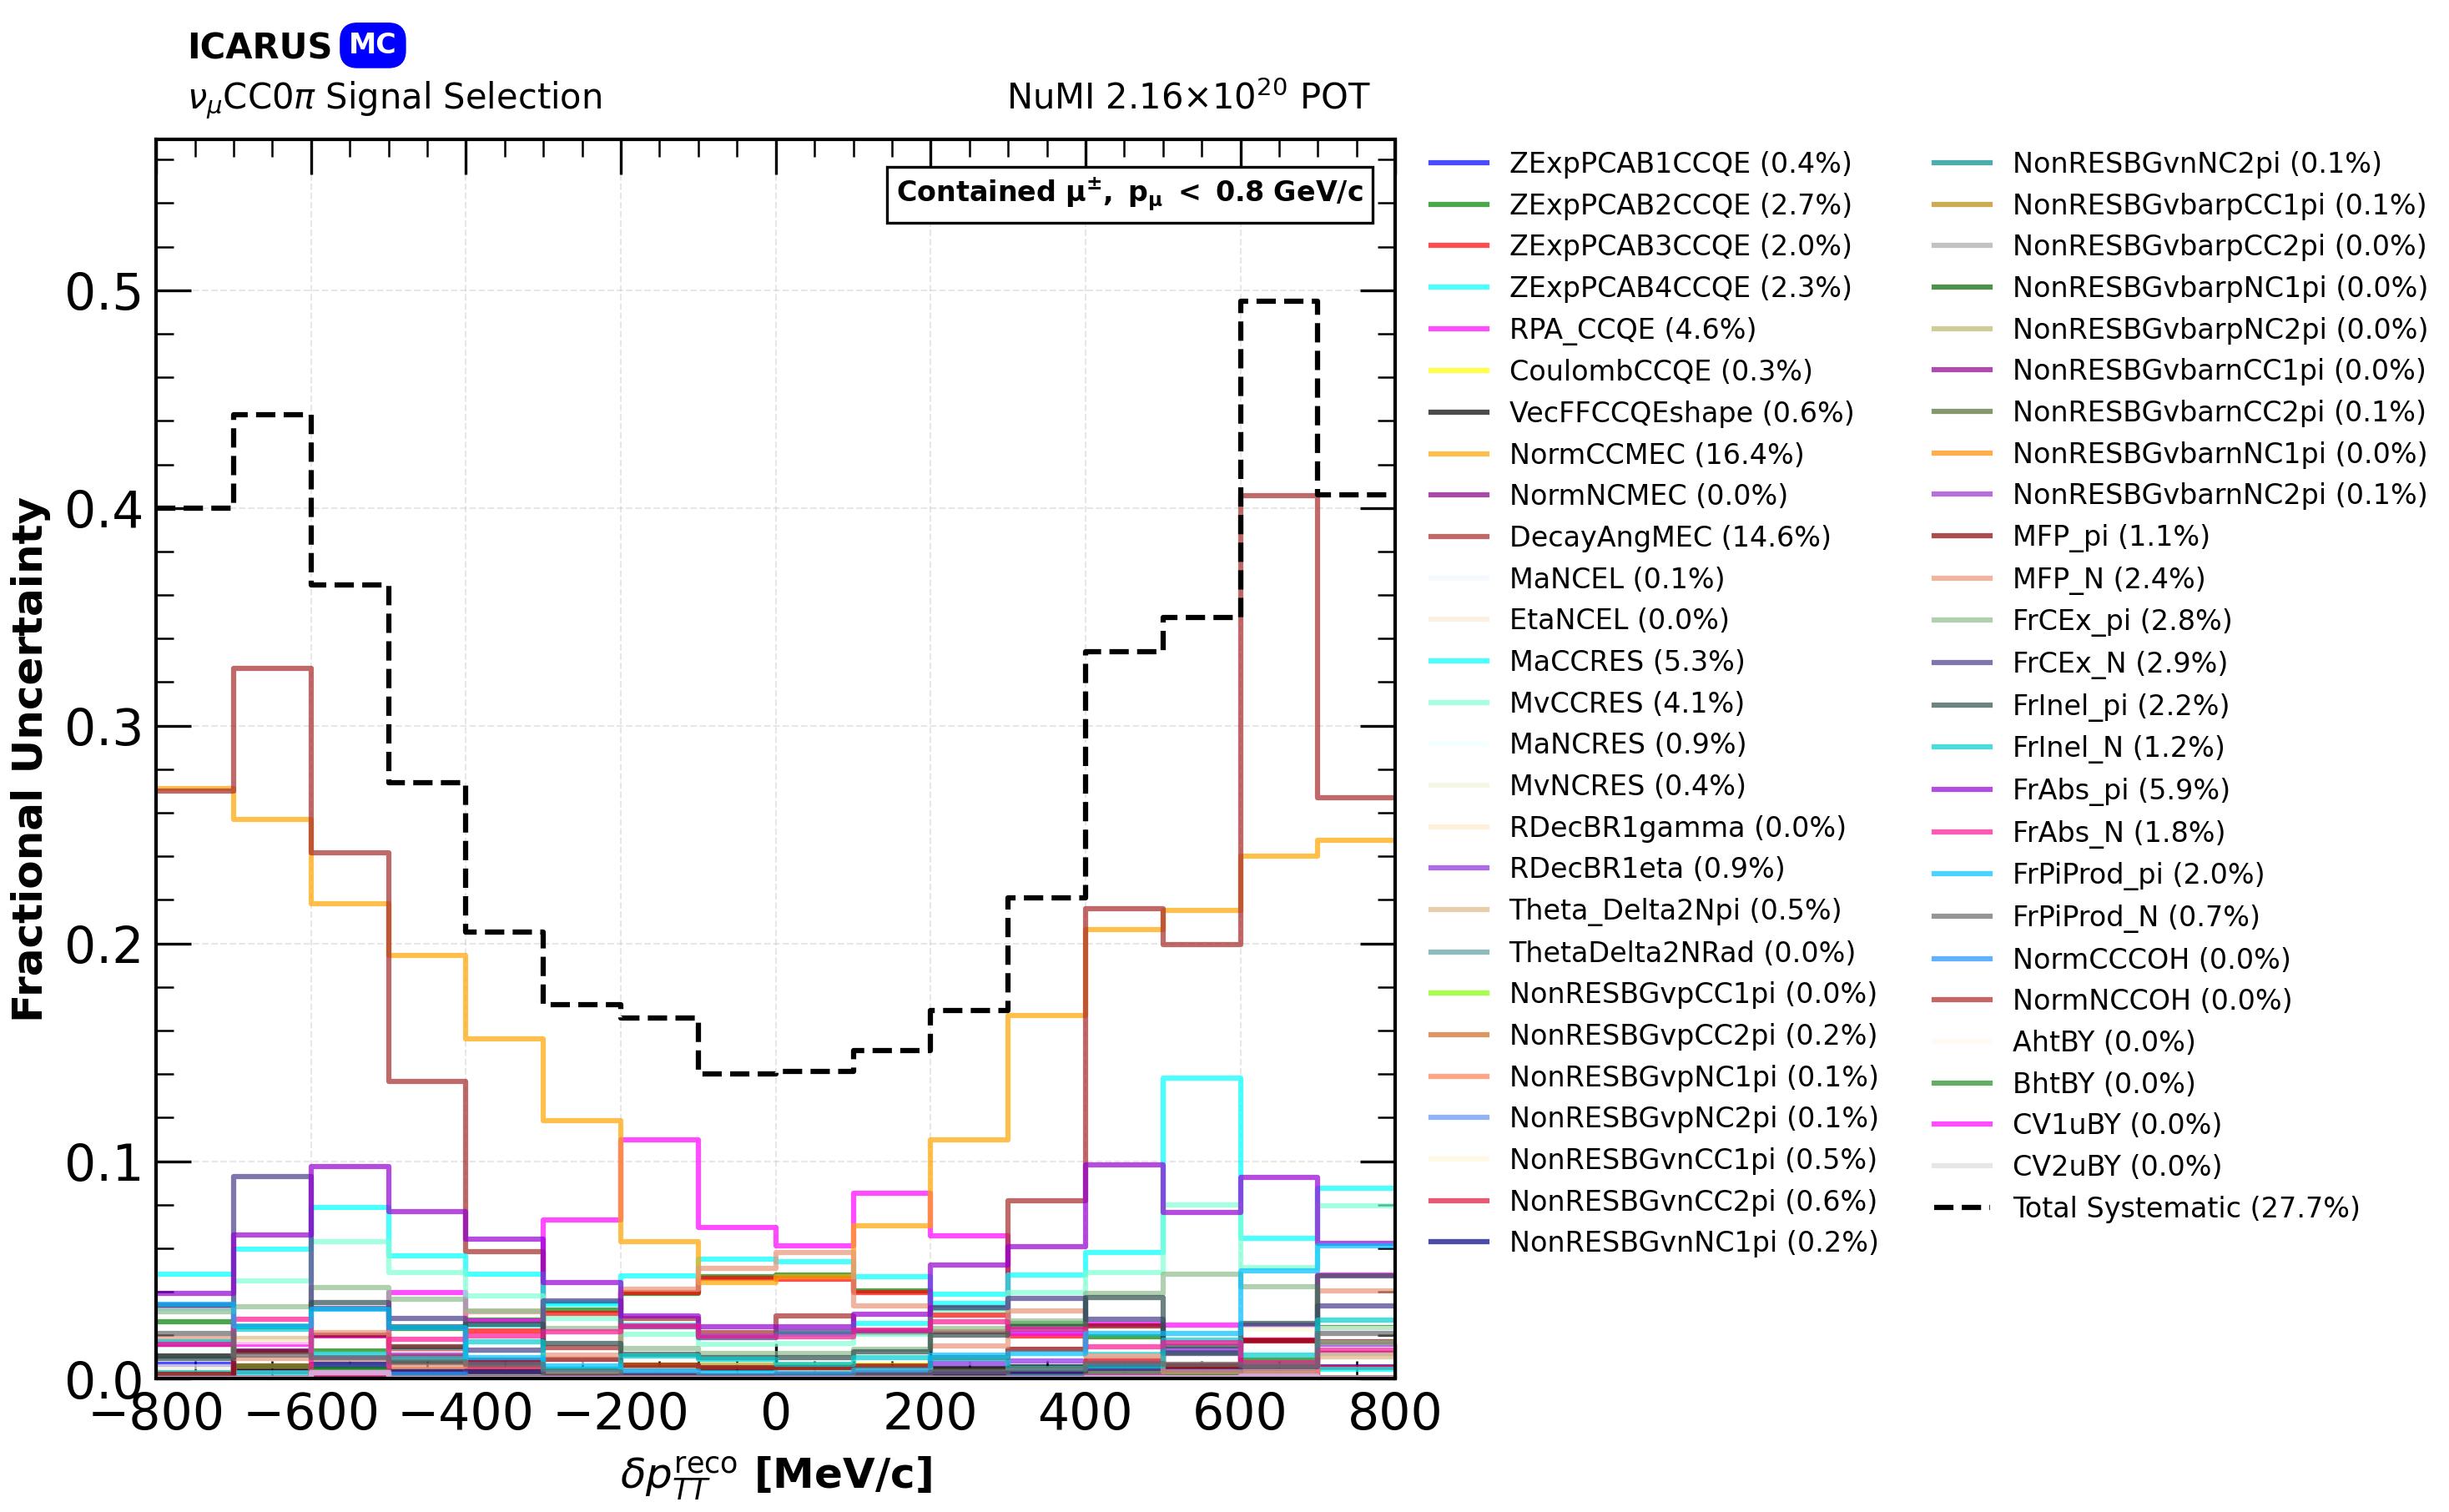 ICARUS MC
νμCC0π Signal Selection
NuMI 2.16×10²⁰ POT
Contained μ±, pμ < 0.8 GeV/c
Fractional Uncertainty
0.5
0.4
0.3
0.2
0.1
0.0
−800 −600 −400 −200 0 200 400 600 800
δp_TT^reco [MeV/c]
ZExpPCAB1CCQE (0.4%)
ZExpPCAB2CCQE (2.7%)
ZExpPCAB3CCQE (2.0%)
ZExpPCAB4CCQE (2.3%)
RPA_CCQE (4.6%)
CoulombCCQE (0.3%)
VecFFCCQEshape (0.6%)
NormCCMEC (16.4%)
NormNCMEC (0.0%)
DecayAngMEC (14.6%)
MaNCEL (0.1%)
EtaNCEL (0.0%)
MaCCRES (5.3%)
MvCCRES (4.1%)
MaNCRES (0.9%)
MvNCRES (0.4%)
RDecBR1gamma (0.0%)
RDecBR1eta (0.9%)
Theta_Delta2Npi (0.5%)
ThetaDelta2NRad (0.0%)
NonRESBGvpCC1pi (0.0%)
NonRESBGvpCC2pi (0.2%)
NonRESBGvpNC1pi (0.1%)
NonRESBGvpNC2pi (0.1%)
NonRESBGvnCC1pi (0.5%)
NonRESBGvnCC2pi (0.6%)
NonRESBGvnNC1pi (0.2%)
NonRESBGvnNC2pi (0.1%)
NonRESBGvbarpCC1pi (0.1%)
NonRESBGvbarpCC2pi (0.0%)
NonRESBGvbarpNC1pi (0.0%)
NonRESBGvbarpNC2pi (0.0%)
NonRESBGvbarnCC1pi (0.0%)
NonRESBGvbarnCC2pi (0.1%)
NonRESBGvbarnNC1pi (0.0%)
NonRESBGvbarnNC2pi (0.1%)
MFP_pi (1.1%)
MFP_N (2.4%)
FrCEx_pi (2.8%)
FrCEx_N (2.9%)
FrInel_pi (2.2%)
FrInel_N (1.2%)
FrAbs_pi (5.9%)
FrAbs_N (1.8%)
FrPiProd_pi (2.0%)
FrPiProd_N (0.7%)
NormCCCOH (0.0%)
NormNCCOH (0.0%)
AhtBY (0.0%)
BhtBY (0.0%)
CV1uBY (0.0%)
CV2uBY (0.0%)
Total Systematic (27.7%)